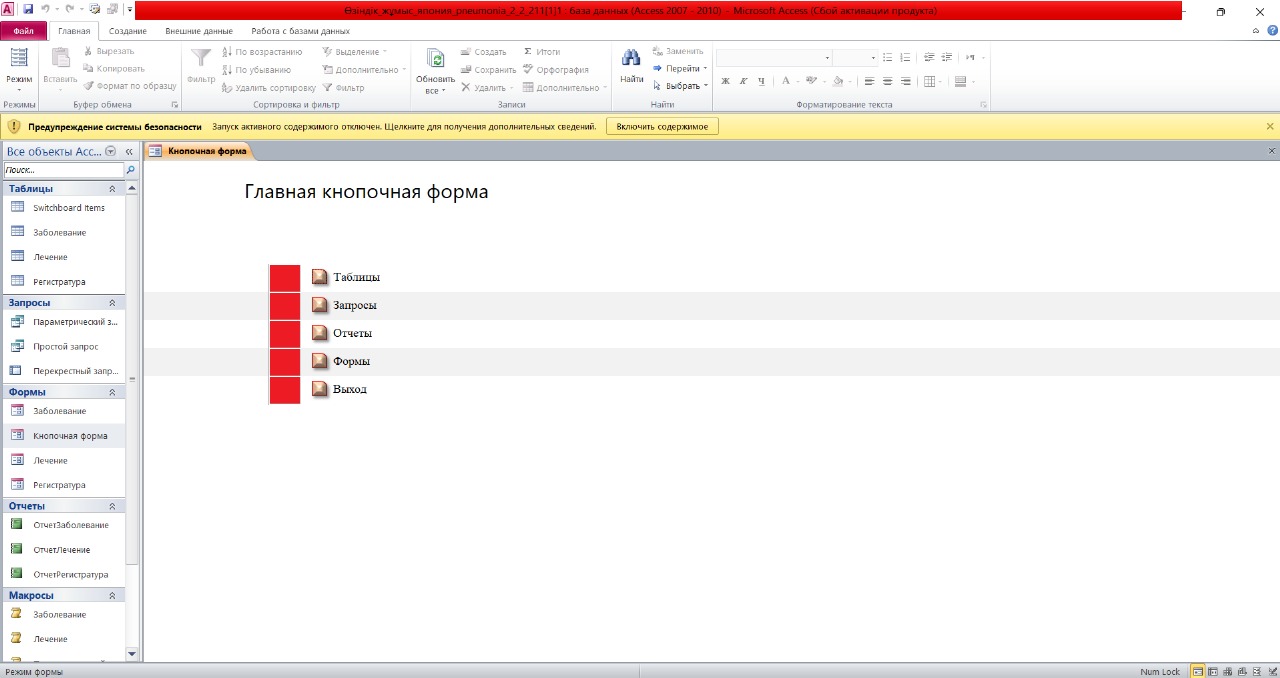 Өзіндік_жұмыс_япония_pneumonia_2_2_211[1]1 : база данных (Access 2007 - 2010) - Microsoft Access (Сбой активации продукта)
Файл Главная Создание Внешние данные Работа с базами данных
Режим
Режимы
Вставить
Вырезать
Копировать
Формат по образцу
Буфер обмена
Фильтр
По возрастанию
По убыванию
Удалить сортировку
Выделение
Дополнительно
Фильтр
Сортировка и фильтр
Обновить все
Создать
Сохранить
Удалить
Итоги
Орфография
Дополнительно
Записи
Найти
Заменить
Перейти
Выбрать
Найти
Ж К Ч
Форматирование текста
Предупреждение системы безопасности Запуск активного содержимого отключен. Щелкните для получения дополнительных сведений. Включить содержимое
Все объекты Acc...
Поиск...
Таблицы
Switchboard Items
Заболевание
Лечение
Регистратура
Запросы
Параметрический з...
Простой запрос
Перекрестный запр...
Формы
Заболевание
Кнопочная форма
Лечение
Регистратура
Отчеты
ОтчетЗаболевание
ОтчетЛечение
ОтчетРегистратура
Макросы
Заболевание
Лечение
Кнопочная форма
Главная кнопочная форма
Таблицы
Запросы
Отчеты
Формы
Выход
Режим формы
Num Lock